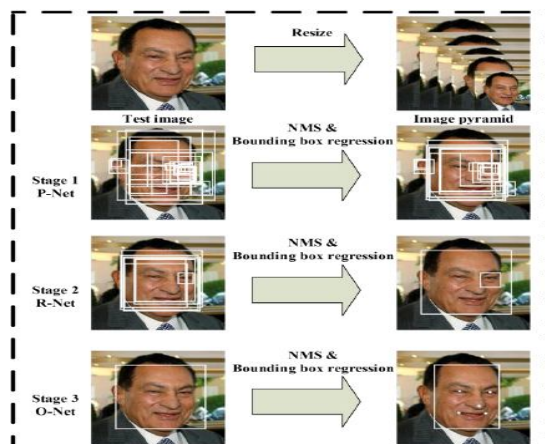 Resize
Test image
Image pyramid
NMS &
Bounding box regression
Stage 1
P-Net
NMS &
Bounding box regression
Stage 2
R-Net
NMS &
Bounding box regression
Stage 3
O-Net